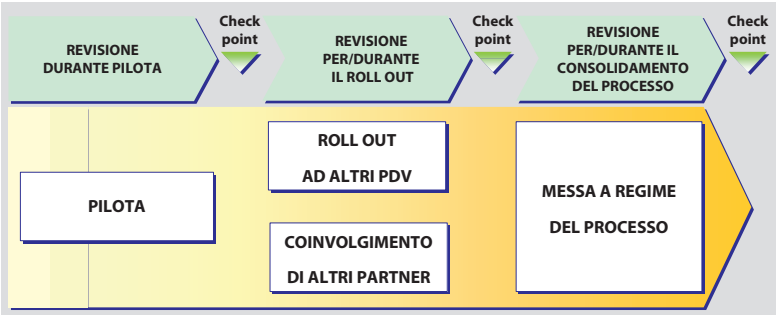 REVISIONE
DURANTE PILOTA
Check
point
REVISIONE
PER/DURANTE
IL ROLL OUT
Check
point
REVISIONE
PER/DURANTE IL
CONSOLIDAMENTO
DEL PROCESSO
Check
point
PILOTA
ROLL OUT
AD ALTRI PDV
COINVOLGIMENTO
DI ALTRI PARTNER
MESSA A REGIME
DEL PROCESSO